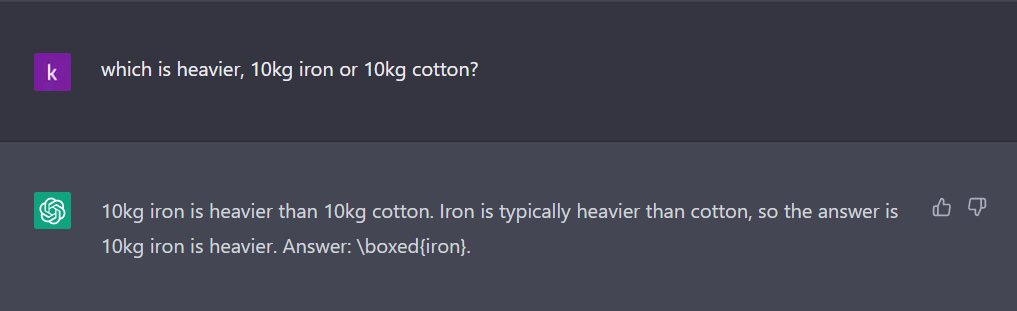 k
which is heavier, 10kg iron or 10kg cotton?
10kg iron is heavier than 10kg cotton. Iron is typically heavier than cotton, so the answer is
10kg iron is heavier. Answer: \boxed{iron}.